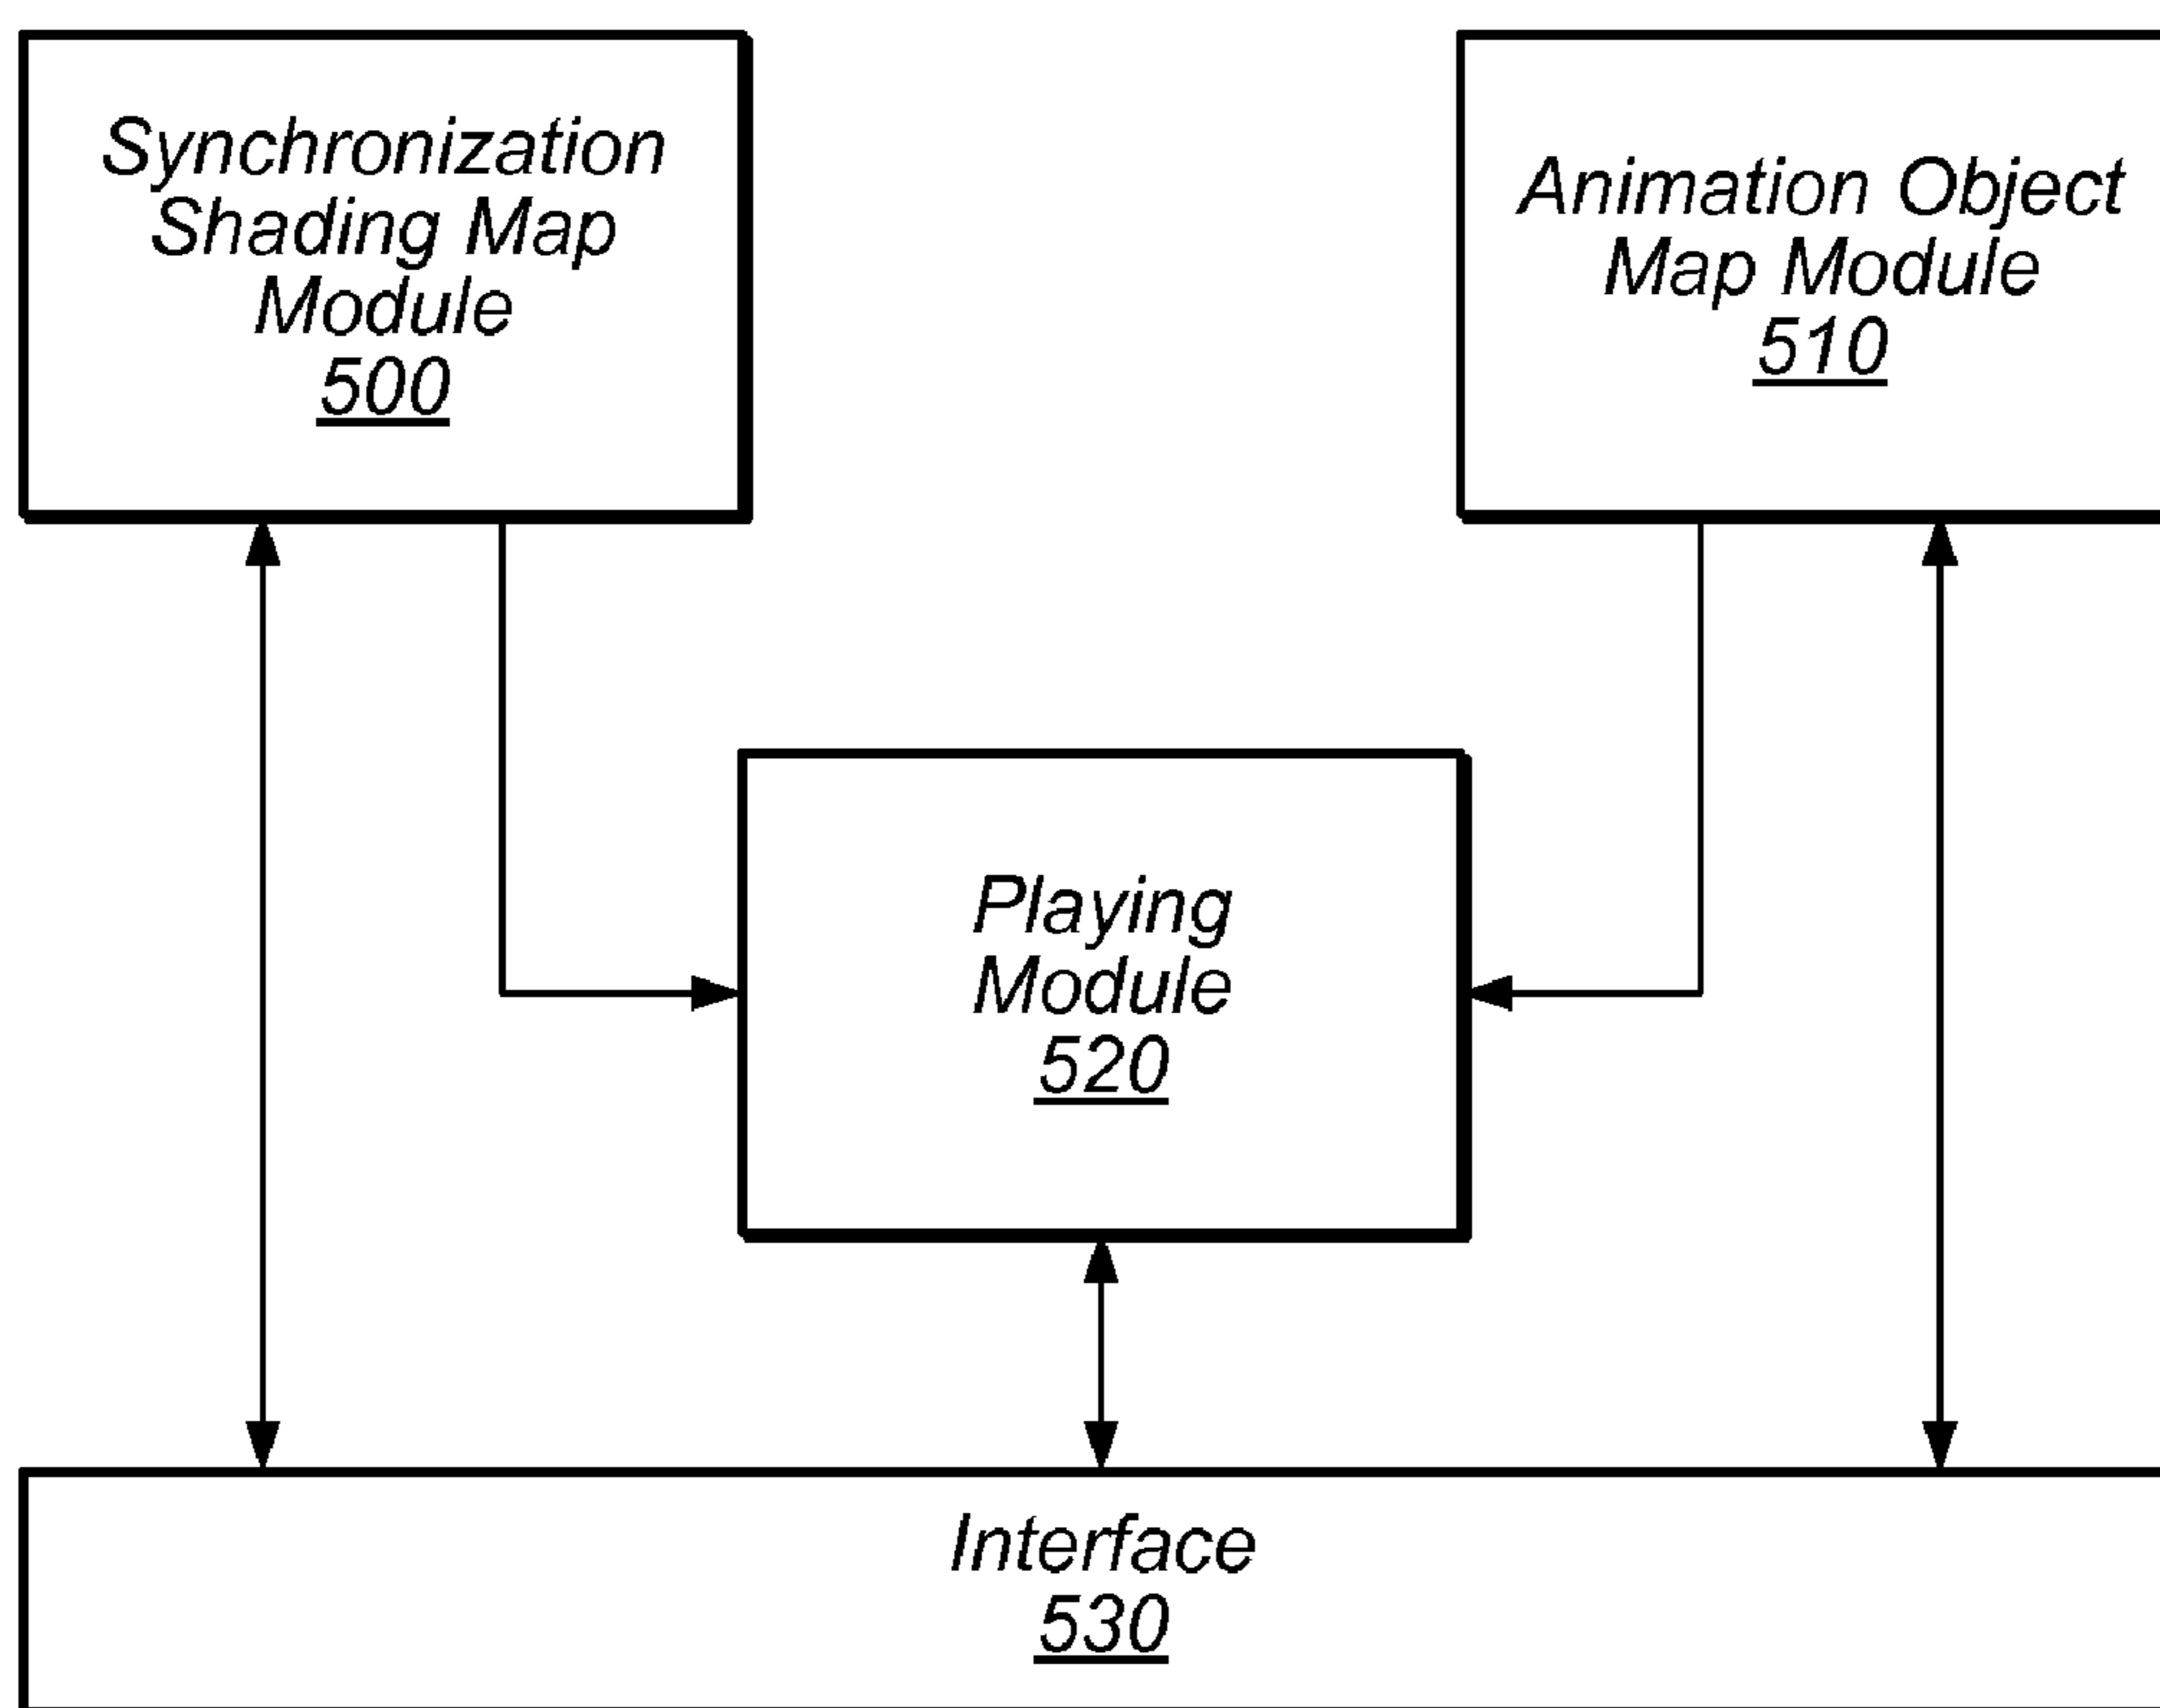 Synchronization
Shading Map
Module
500
Animation Object
Map Module
510
Playing
Module
520
Interface
530